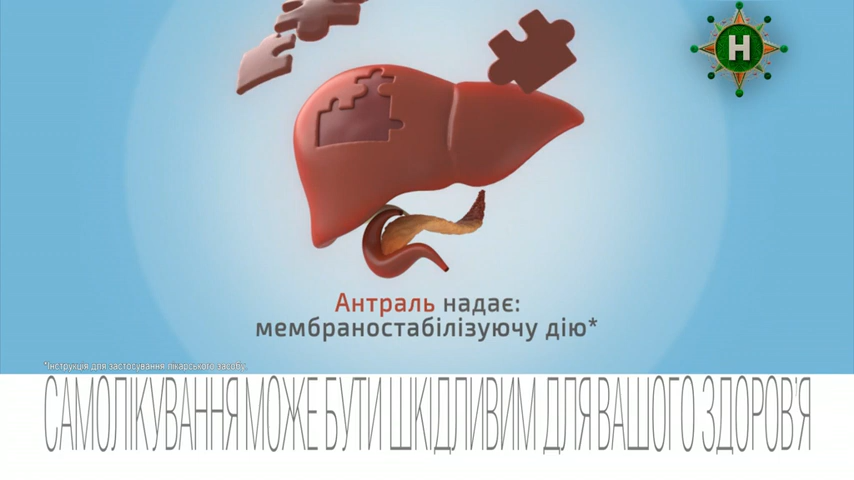 Н
Антраль надає:
мембраностабілізуючу дію*
*Інструкція для застосування лікарського засобу.
САМОЛІКУВАННЯ МОЖЕ БУТИ ШКІДЛИВИМ ДЛЯ ВАШОГО ЗДОРОВ'Я